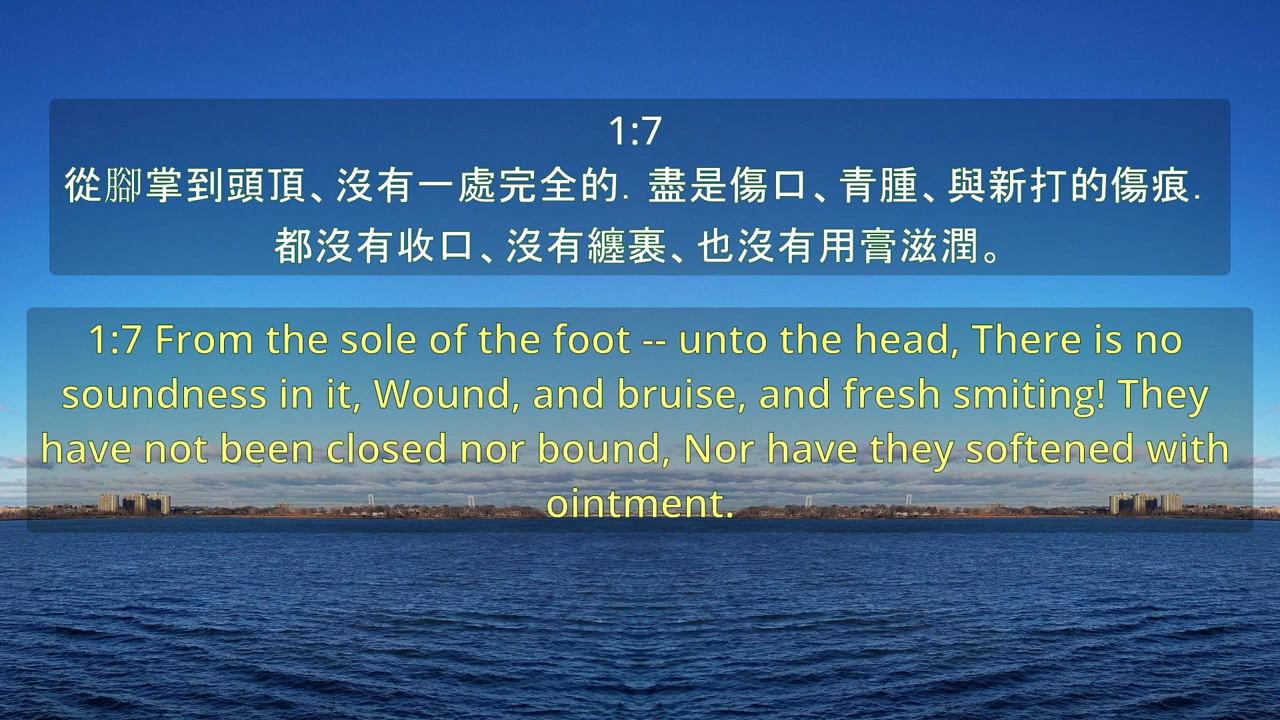 1:7
從腳掌到頭頂、沒有一處完全的. 盡是傷口、青腫、與新打的傷痕.
都沒有收口、沒有纏裹、也沒有用膏滋潤。
1:7 From the sole of the foot -- unto the head, There is no
soundness in it, Wound, and bruise, and fresh smiting! They
have not been closed nor bound, Nor have they softened with
ointment.